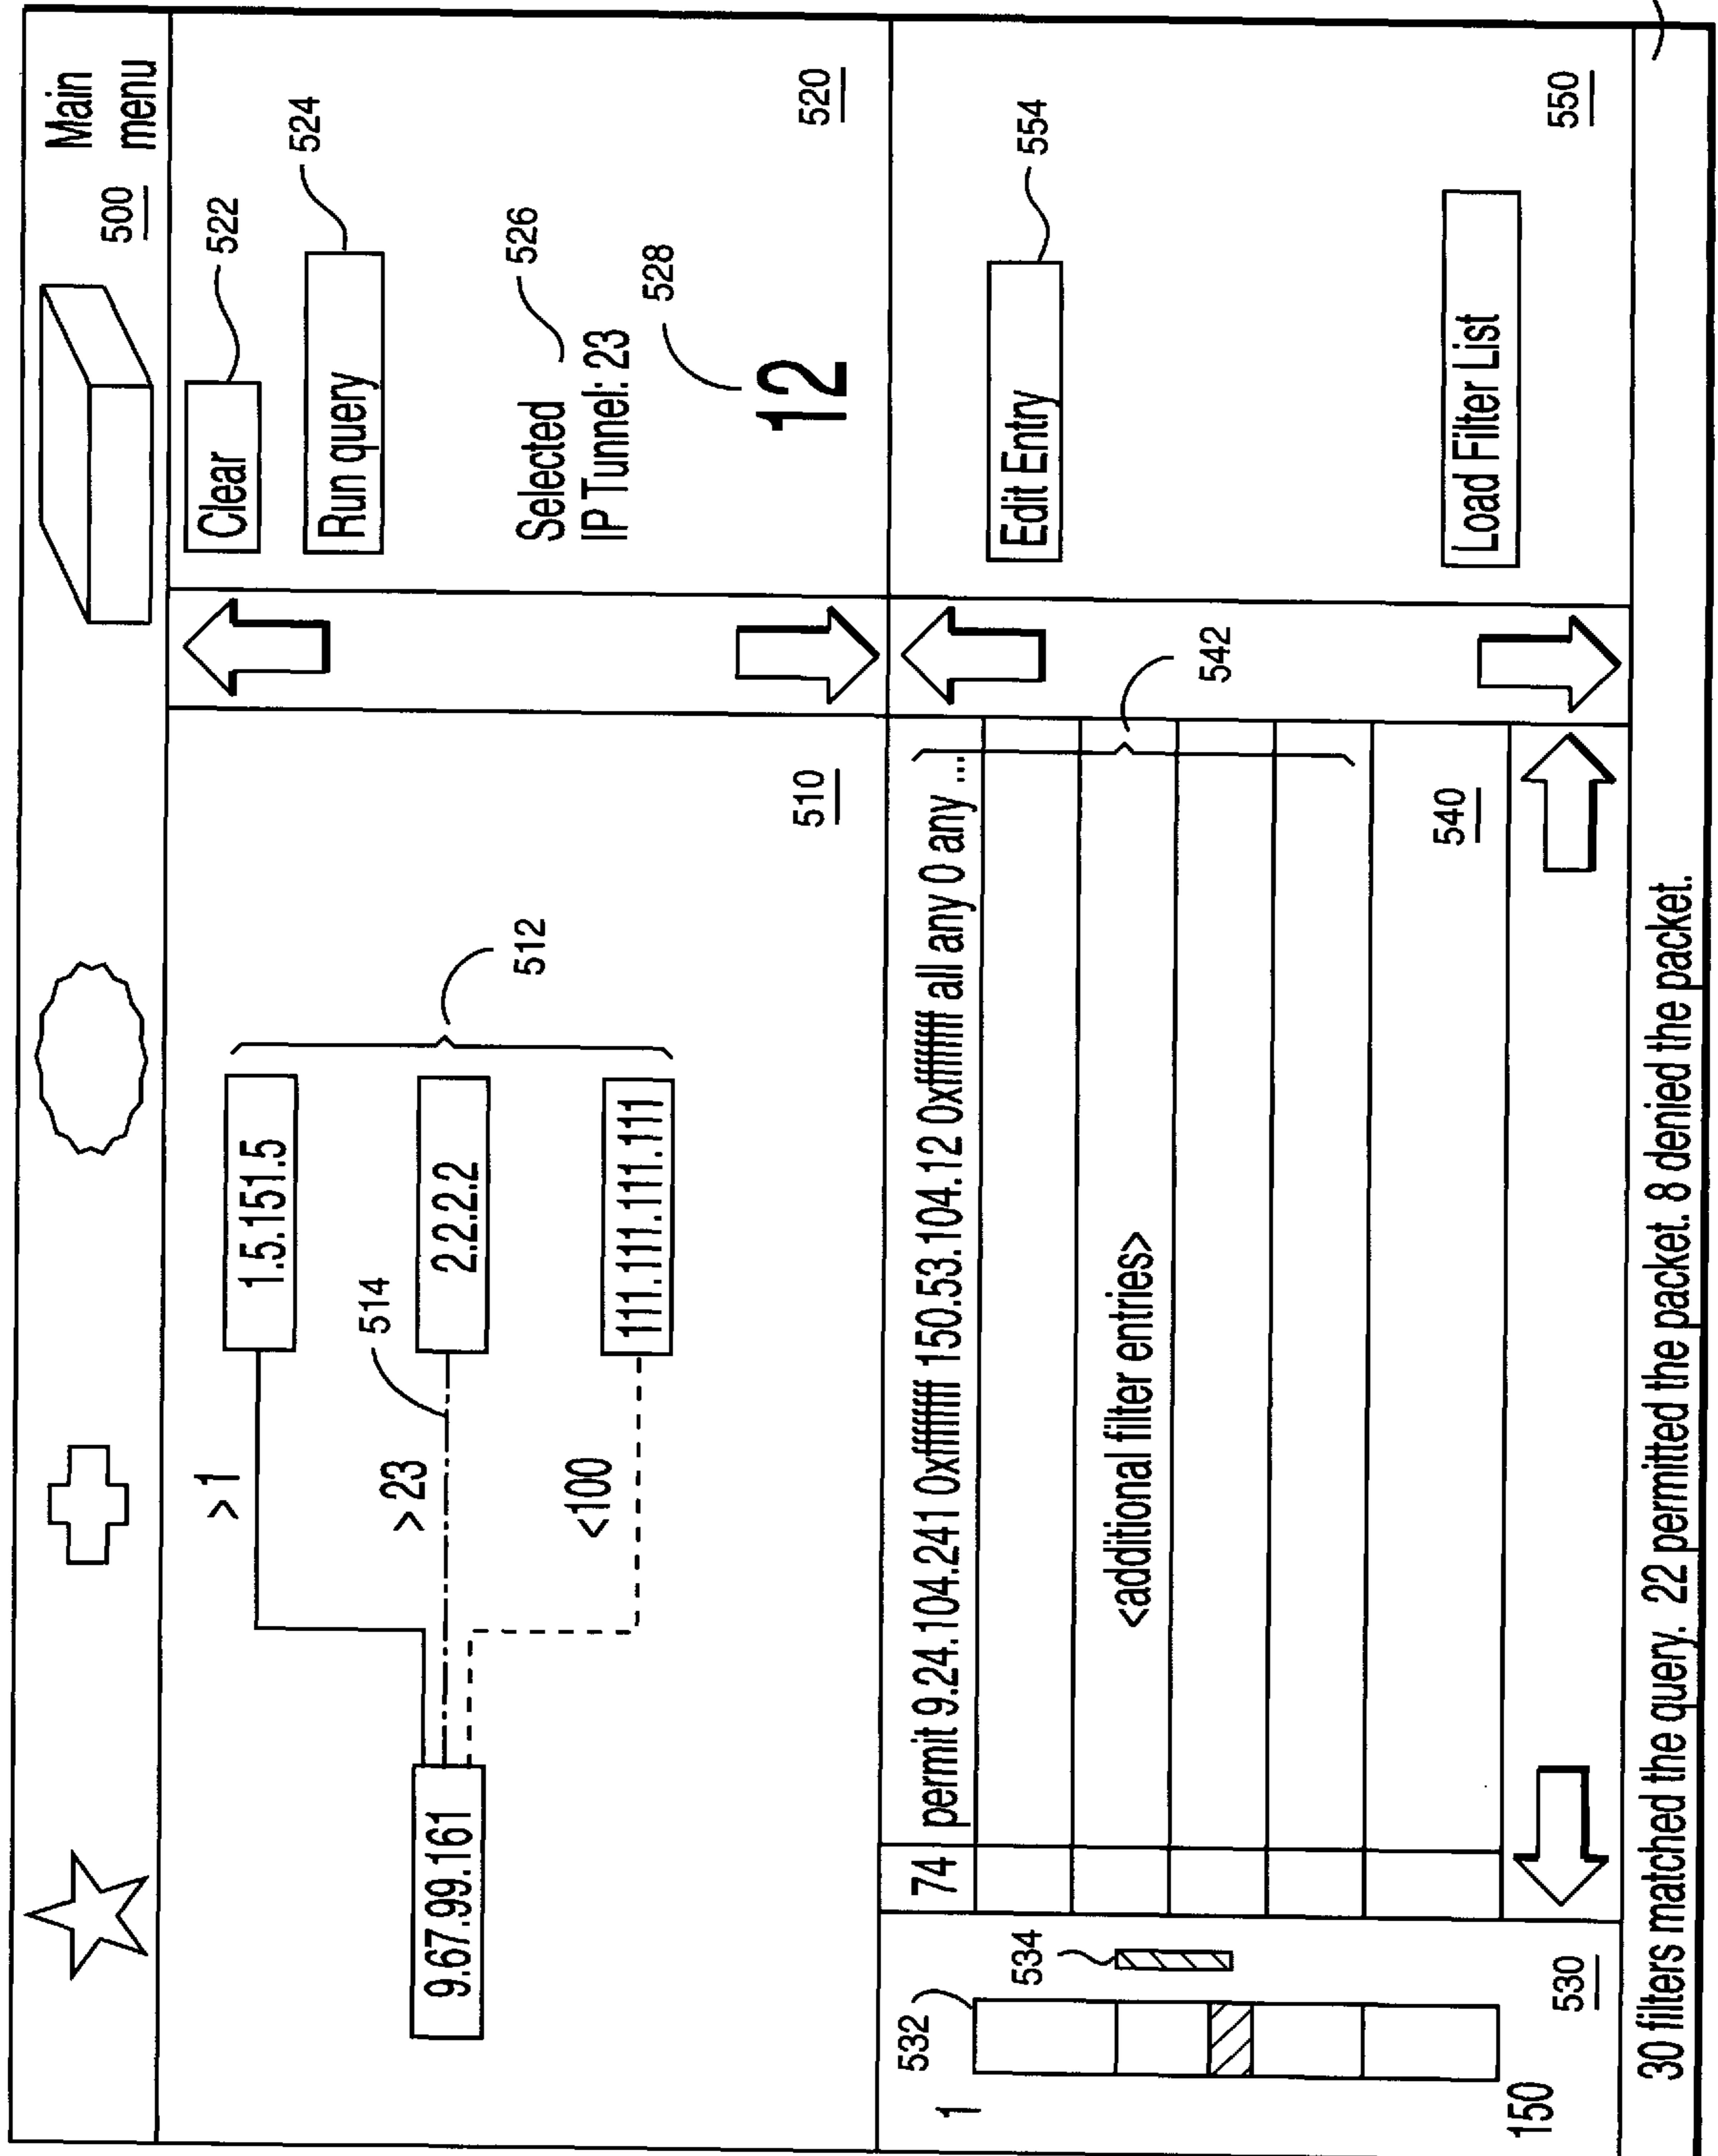 Main
menu
500
Clear
522
Run query
524
Selected
IP Tunnel: 23
526
12
528
520
9.67.99.161
>1
1.5.151.5
>23
514
2.2.2.2
<100
111.111.111.111
512
510
1
532
534
150
530
74 permit 9.24.104.241 0xffffffff 150.53.104.12 0xffffffff all any 0 any ...
<additional filter entries>
542
540
Edit Entry
554
Load Filter List
550
30 filters matched the query. 22 permitted the packet. 8 denied the packet.